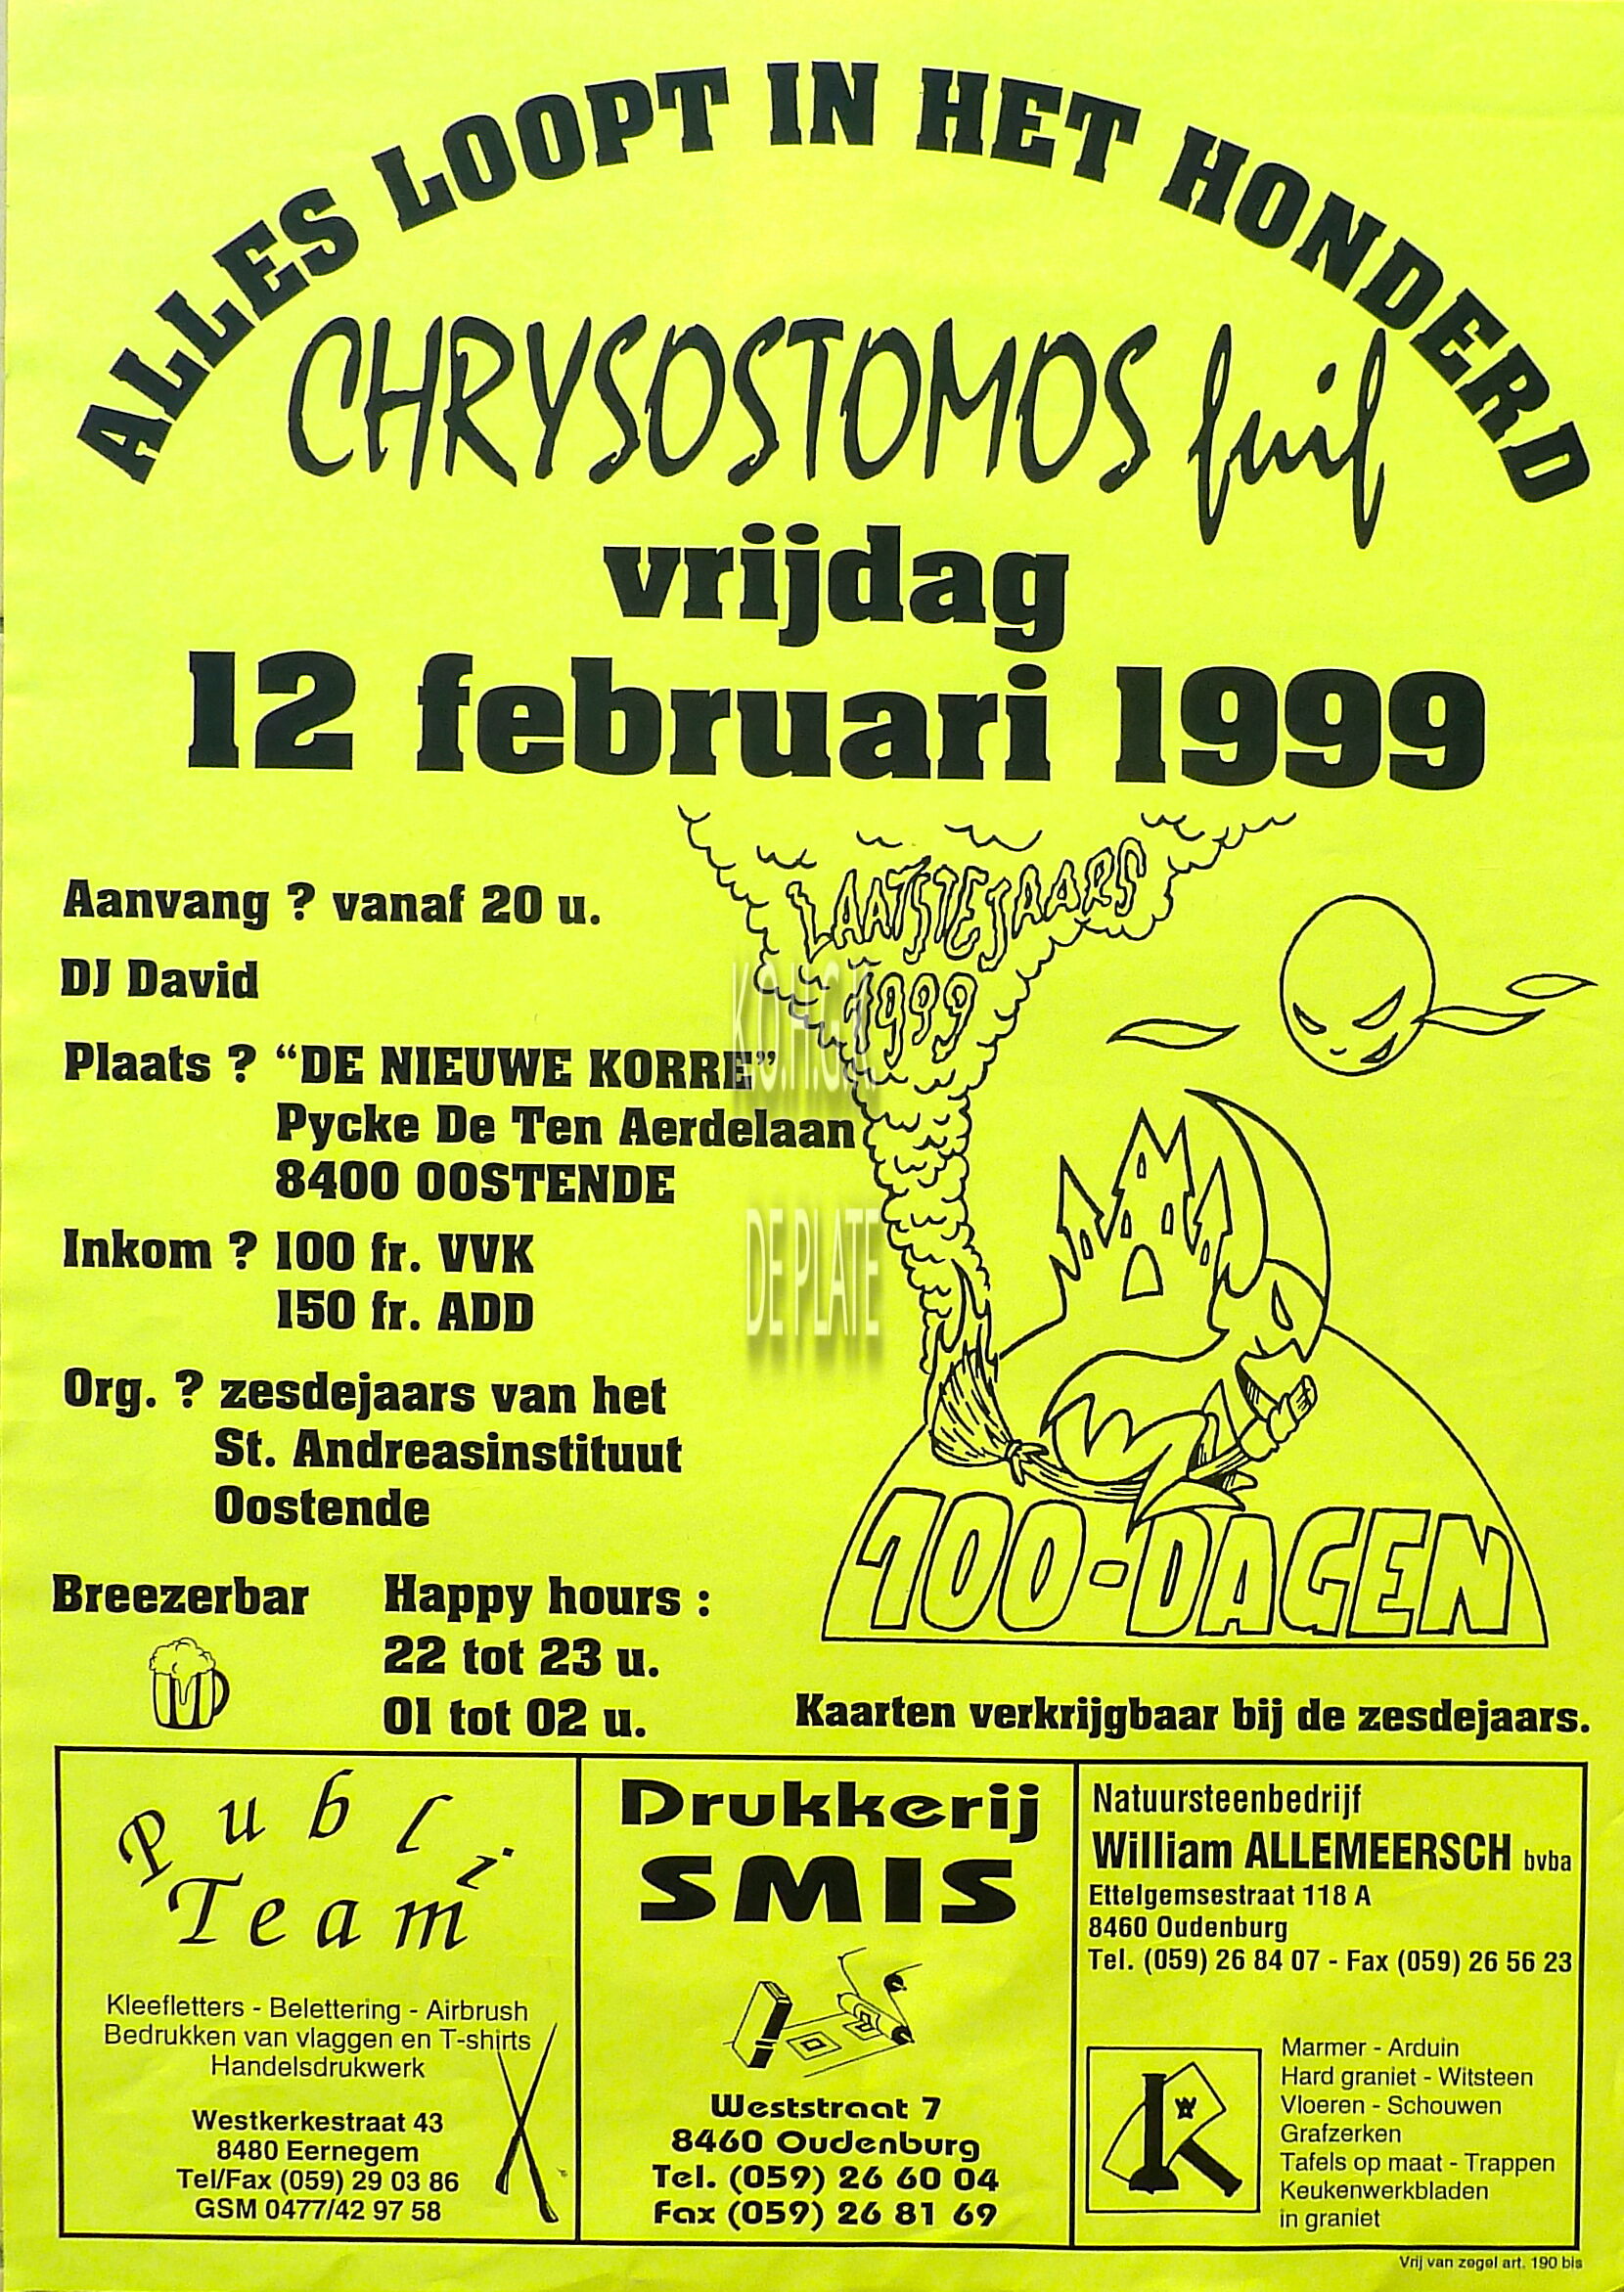 ALLES LOOPT IN HET HONDERD
CHRYSOSTOMOS fuif
vrijdag
12 februari 1999
LAATSTEJAARS
1999
Aanvang ? vanaf 20 u.
DJ David
Plaats ? “DE NIEUWE KORRE”
Pycke De Ten Aerdelaan
8400 OOSTENDE
K.O.H.G.K.
DE PLATE
Inkom ? 100 fr. VVK
150 fr. ADD
Org. ? zesdejaars van het
St. Andreasinstituut
Oostende
100-DAGEN
Breezerbar
Happy hours :
22 tot 23 u.
01 tot 02 u.
Kaarten verkrijgbaar bij de zesdejaars.
Publi
Team
Kleefletters - Belettering - Airbrush
Bedrukken van vlaggen en T-shirts
Handelsdrukwerk
Westkerkestraat 43
8480 Eernegem
Tel/Fax (059) 29 03 86
GSM 0477/42 97 58
Drukkerij
SMIS
Weststraat 7
8460 Oudenburg
Tel. (059) 26 60 04
Fax (059) 26 81 69
Natuursteenbedrijf
William ALLEMEERSCH bvba
Ettelgemsestraat 118 A
8460 Oudenburg
Tel. (059) 26 84 07 - Fax (059) 26 56 23
Marmer - Arduin
Hard graniet - Witsteen
Vloeren - Schouwen
Grafzerken
Tafels op maat - Trappen
Keukenwerkbladen
in graniet
Vrij van zegel art. 190 bis